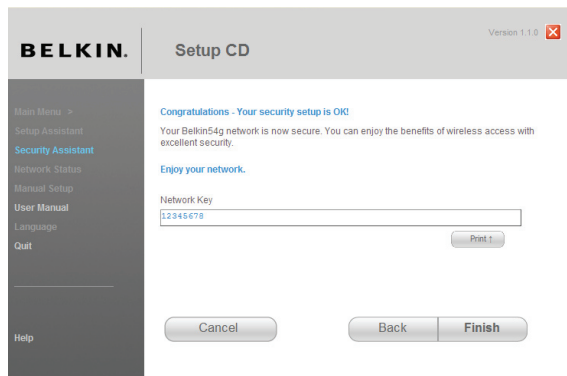 Version 1.1.0
BELKIN.
Setup CD
Main Menu >
Setup Assistant
Security Assistant
Network Status
Manual Setup
User Manual
Language
Quit
Help
Congratulations - Your security setup is OK!
Your Belkin54g network is now secure. You can enjoy the benefits of wireless access with
excellent security.
Enjoy your network.
Network Key
12345678
Print ↑
Cancel
Back
Finish